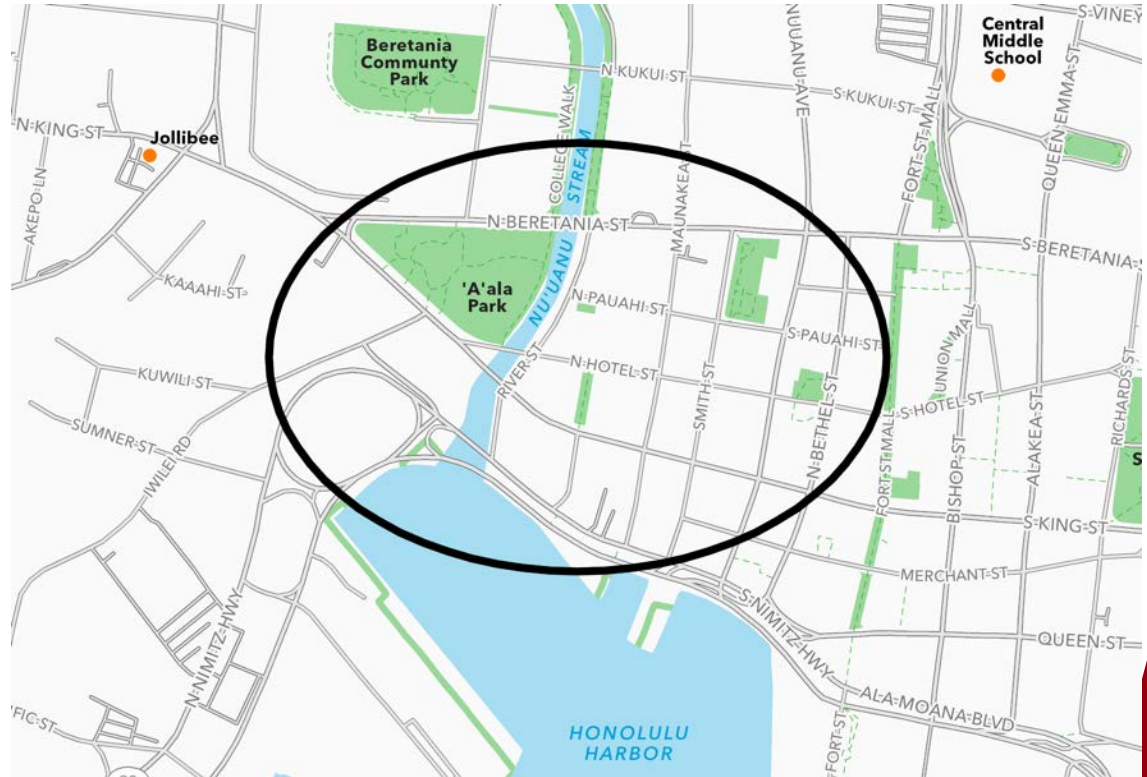 S VINEY
Central
Middle
School
Beretania
Communty
Park
N KUKUI ST
S KUKUI ST
NUUANU AVE
FORT ST MALL
QUEEN EMMA ST
N KING ST
Jollibee
AKEPO LN
COLLEGE WALK
NU'UANU STREAM
MAUNAKEA ST
N BERETANIA ST
S BERETANIA S
KAAAHI ST
'A'ala
Park
N PAUAHI ST
S PAUAHI ST
UNION MALL
N HOTEL ST
S HOTEL ST
RIVER ST
SMITH ST
N BETHEL ST
KUWILI ST
SUMNER ST
IWILEI RD
FORT ST MALL
BISHOP ST
ALAKEA ST
RICHARDS ST
S
S KING ST
MERCHANT ST
N NIMITZ HWY
S NIMITZ HWY
QUEEN ST
ALA MOANA BLVD
FIC ST
FORT ST
HONOLULU
HARBOR